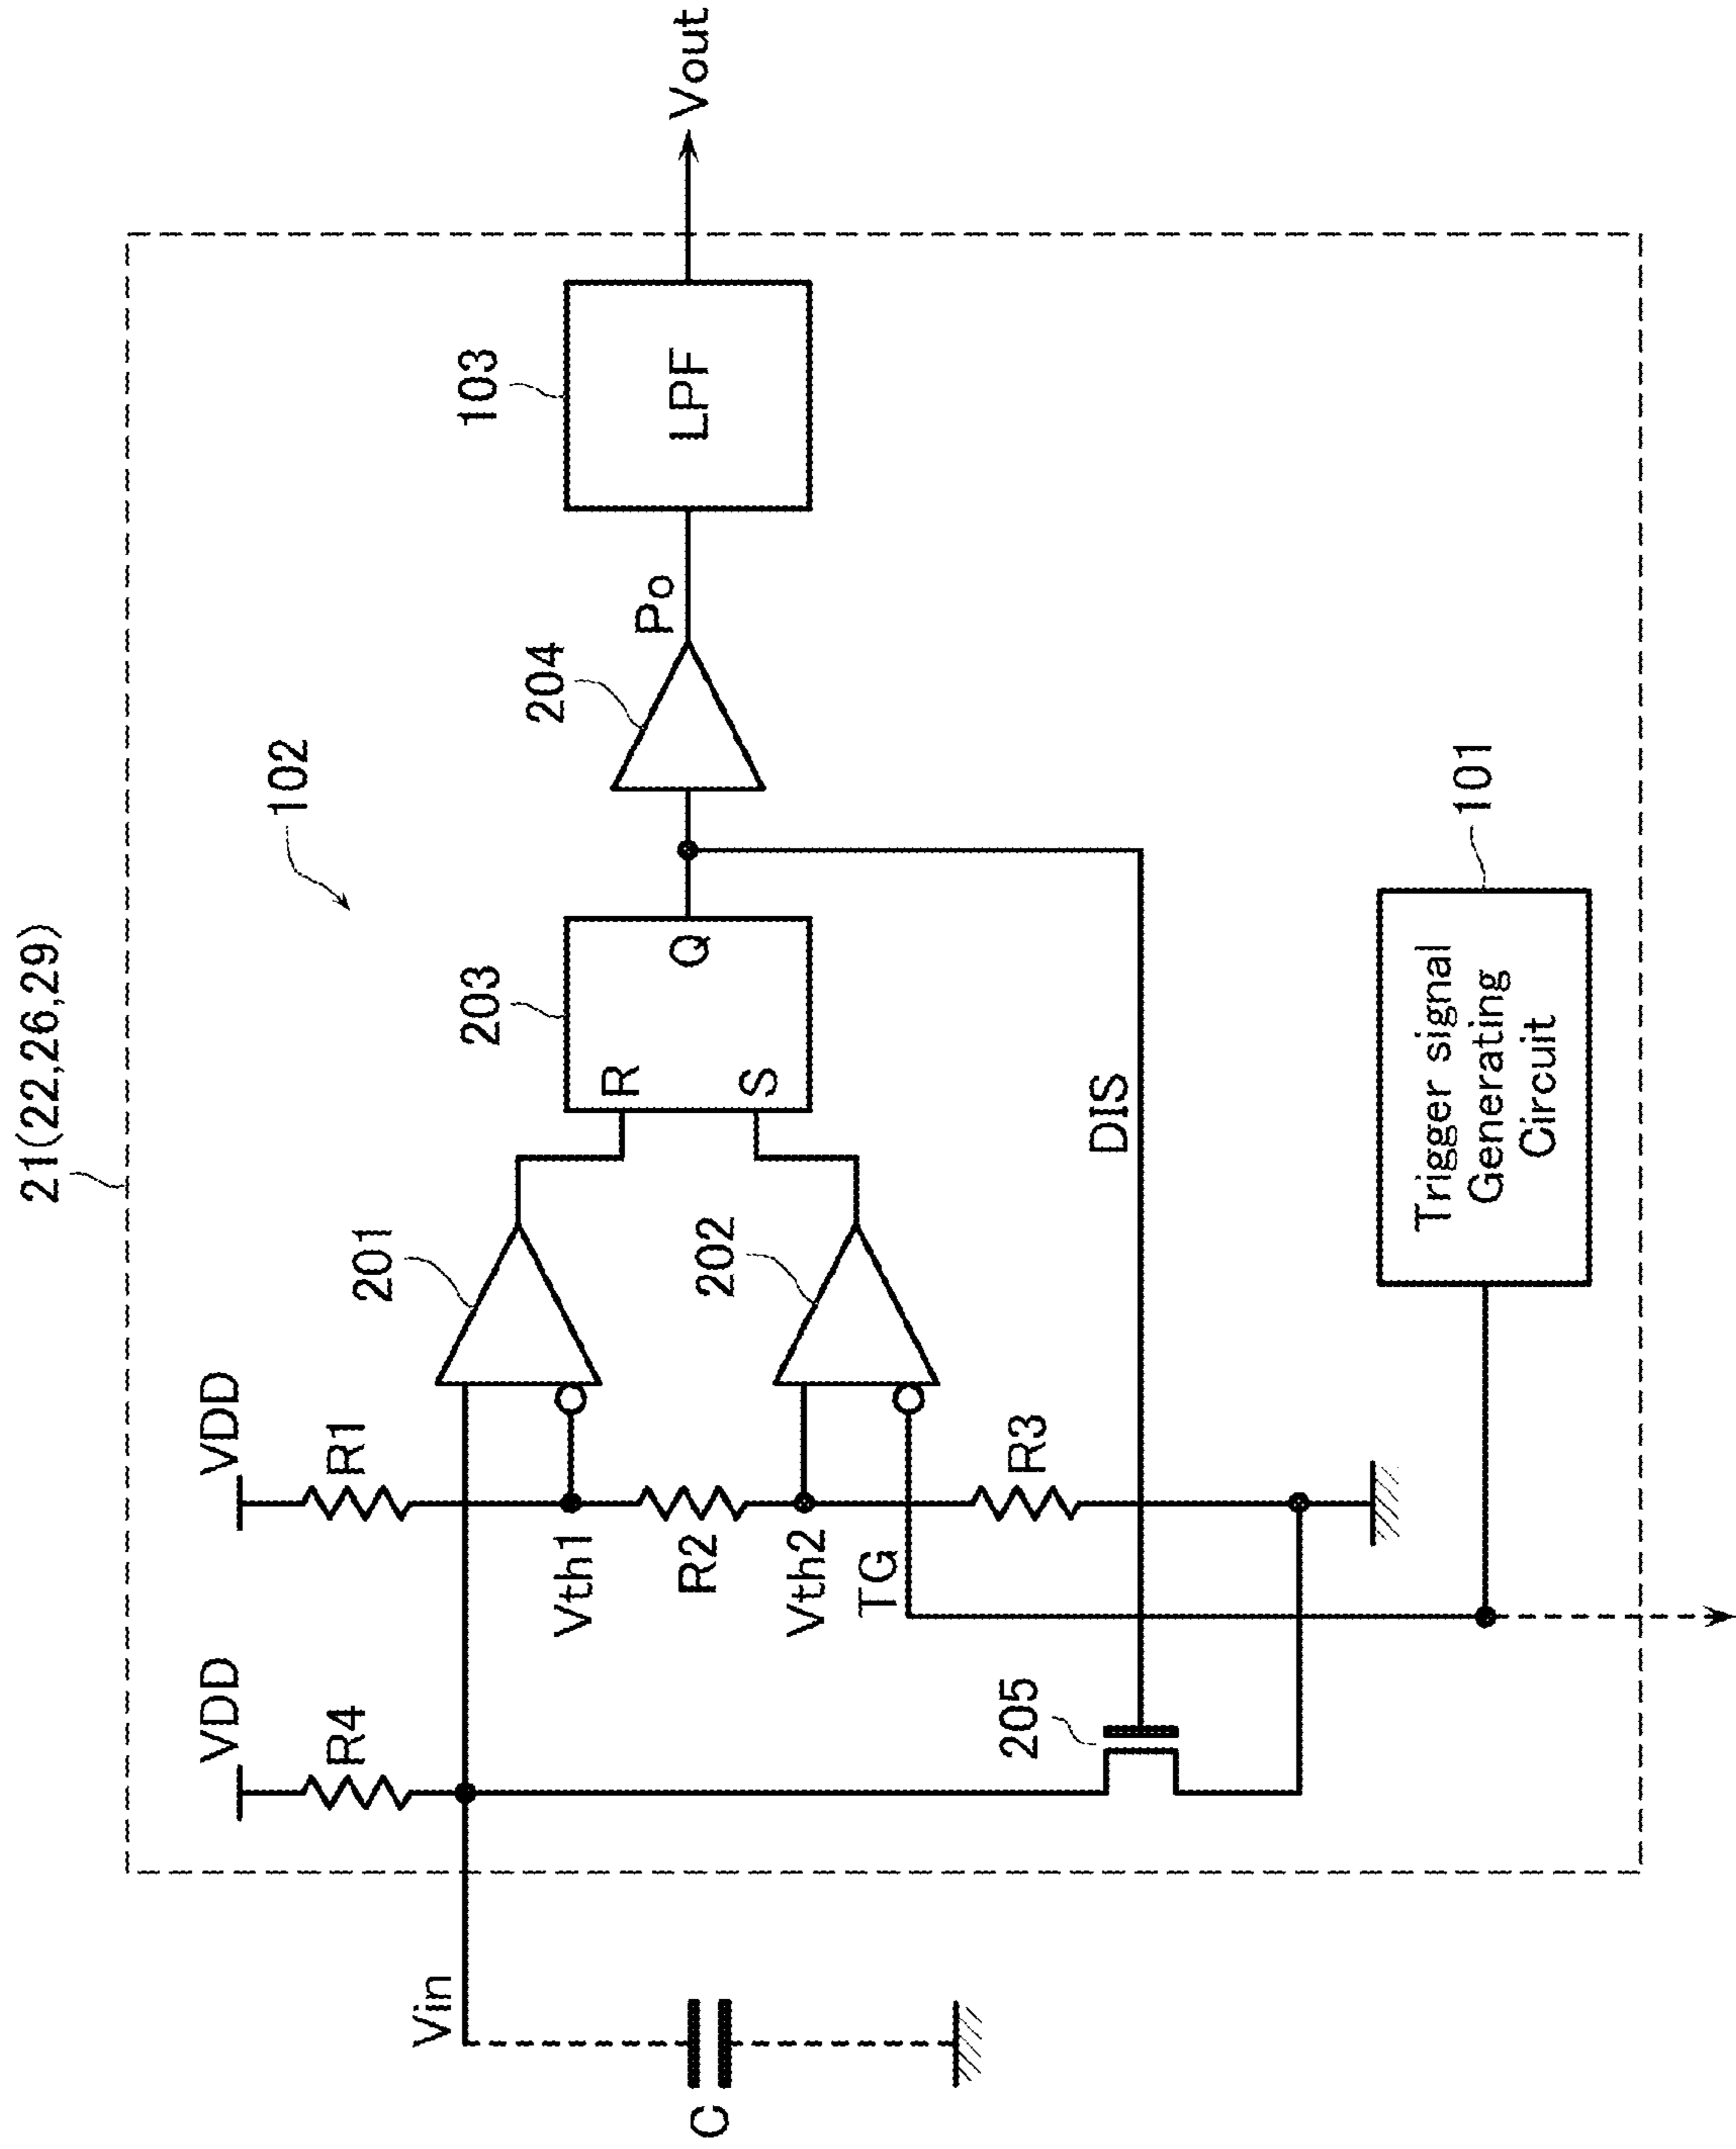 21(22,26,29)
102
VDD
VDD
R4
R1
201
203
204
103
Vin
Vth1
R
Q
Po
LPF
Vout
R2
202
S
Vth2
C
TG
R3
DIS
205
101
Trigger signal
Generating
Circuit